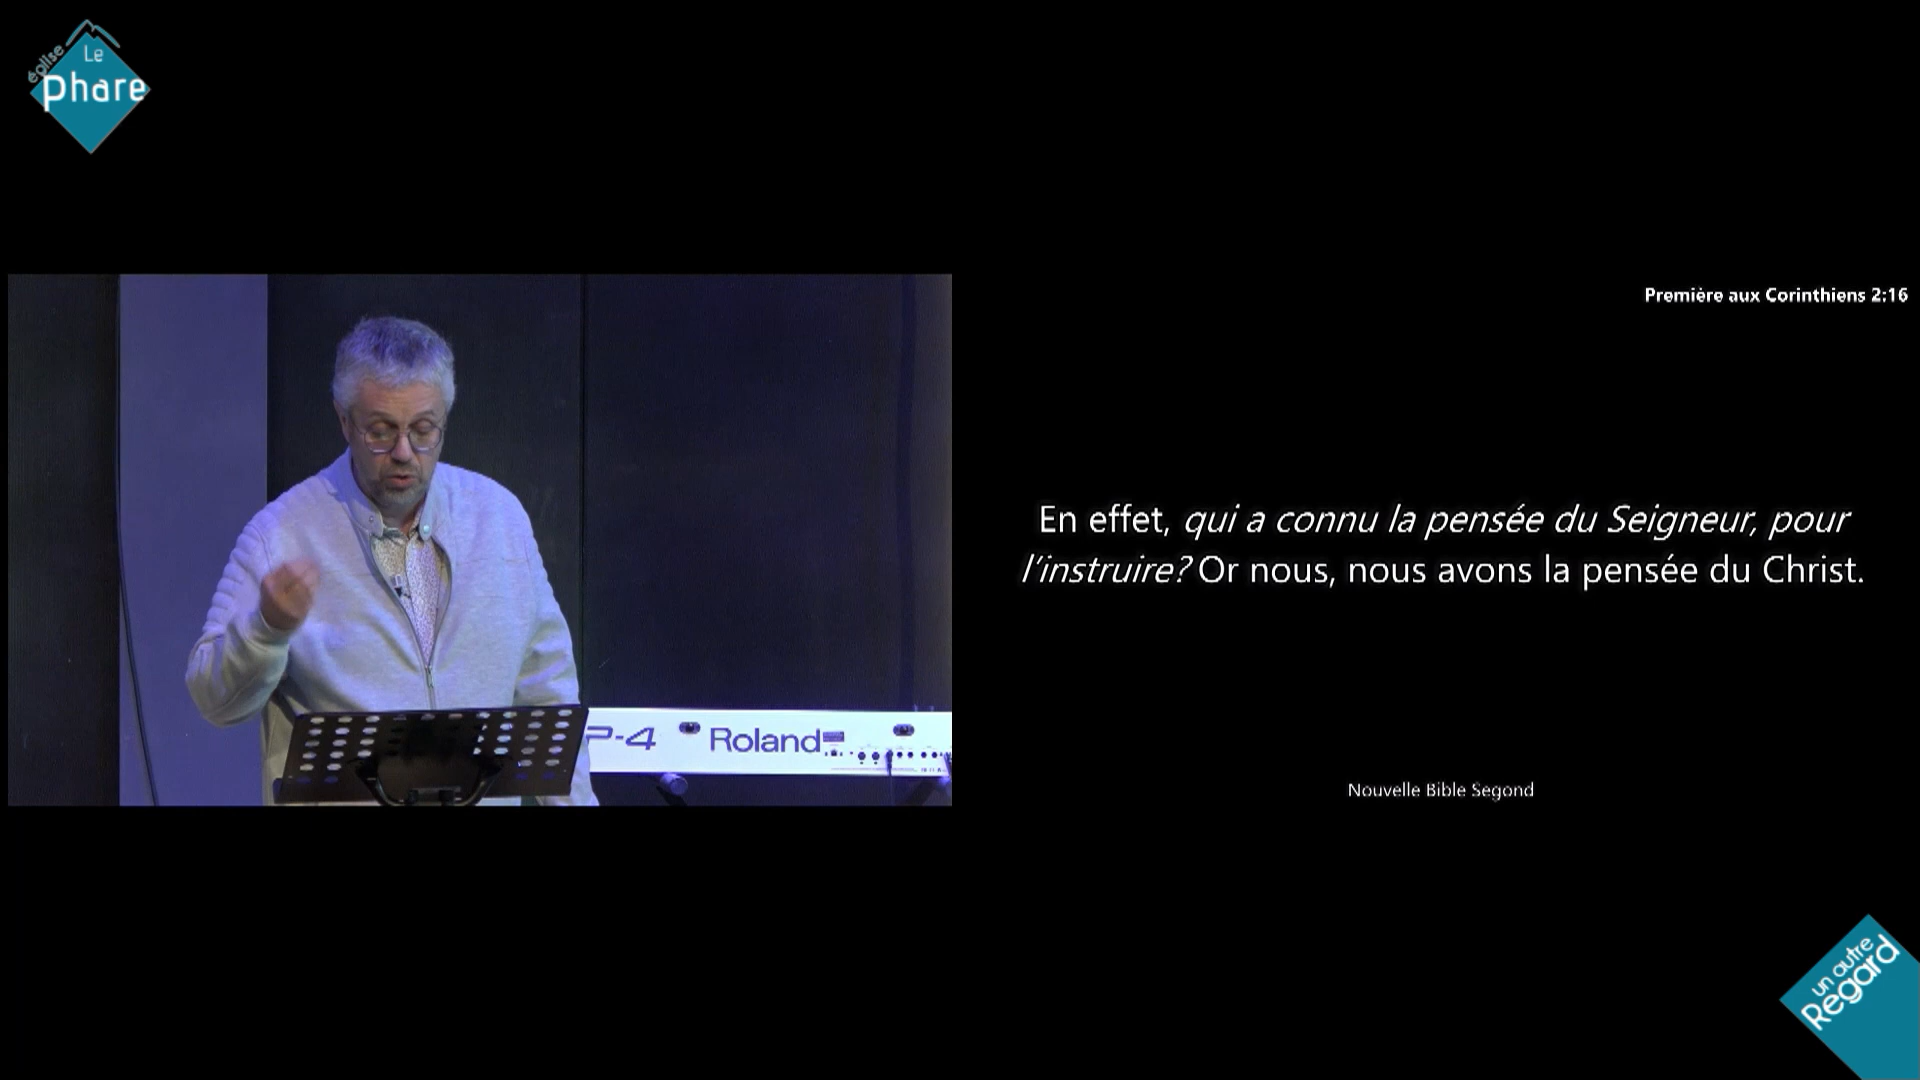 église
Le
phare
Première aux Corinthiens 2:16
En effet, qui a connu la pensée du Seigneur, pour
l'instruire? Or nous, nous avons la pensée du Christ.
P-4 Roland
Nouvelle Bible Segond
un autre
Regard